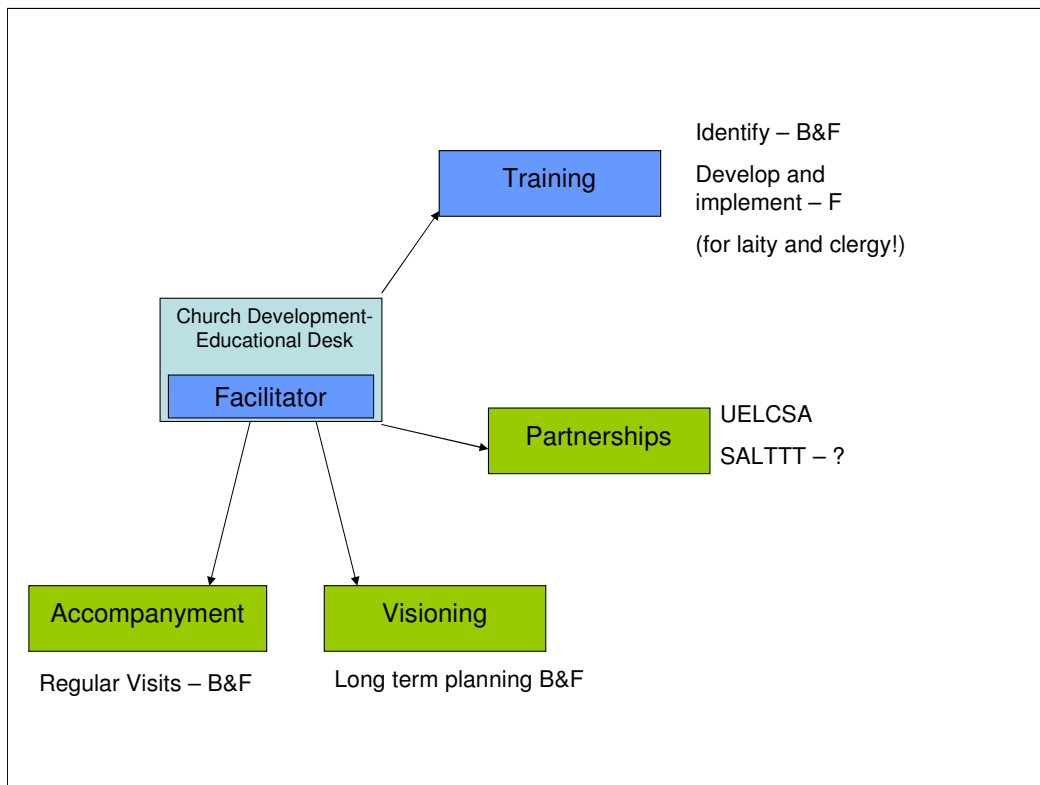 Identify – B&F
Develop and
implement – F
(for laity and clergy!)
Training
Church Development-
Educational Desk
Facilitator
Partnerships
UELCSA
SALTTT – ?
Accompanyment
Regular Visits – B&F
Visioning
Long term planning B&F